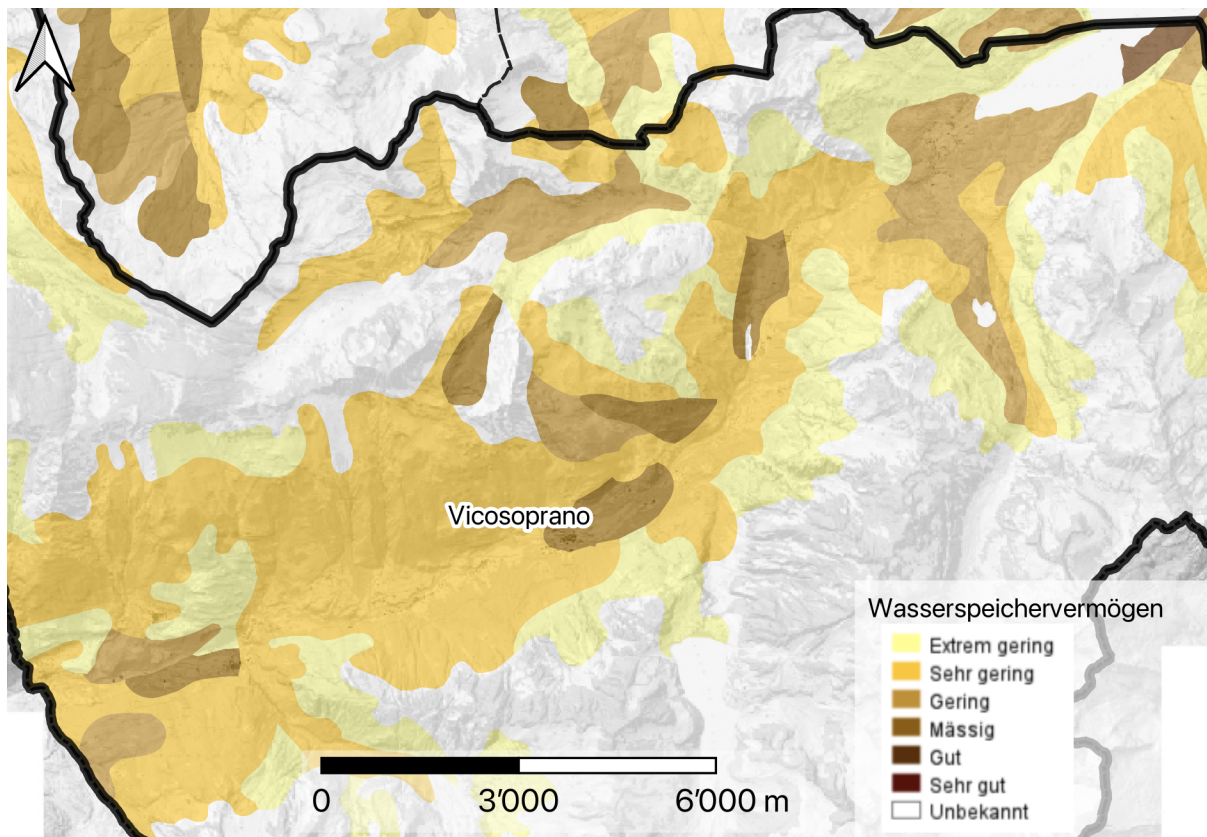 Vicosoprano
Wasserspeichervermögen
Extrem gering
Sehr gering
Gering
Mässig
Gut
Sehr gut
Unbekannt
0 3'000 6'000 m